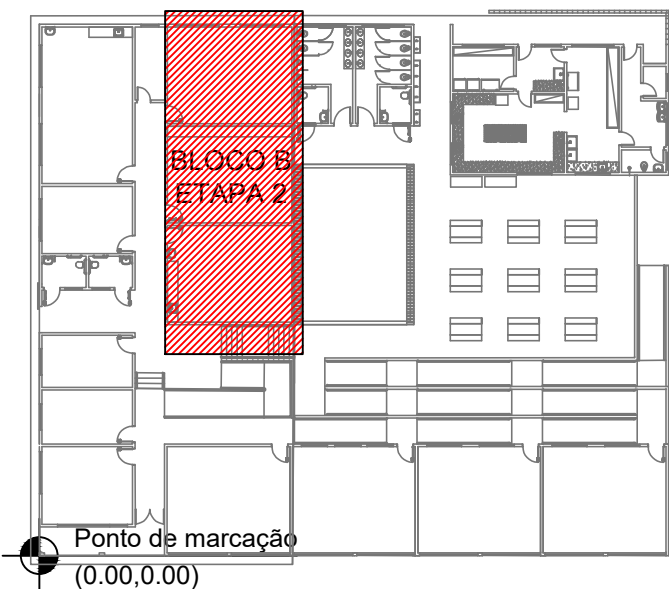 BLOCO B
ETAPA 2
Ponto de marcação
(0.00,0.00)